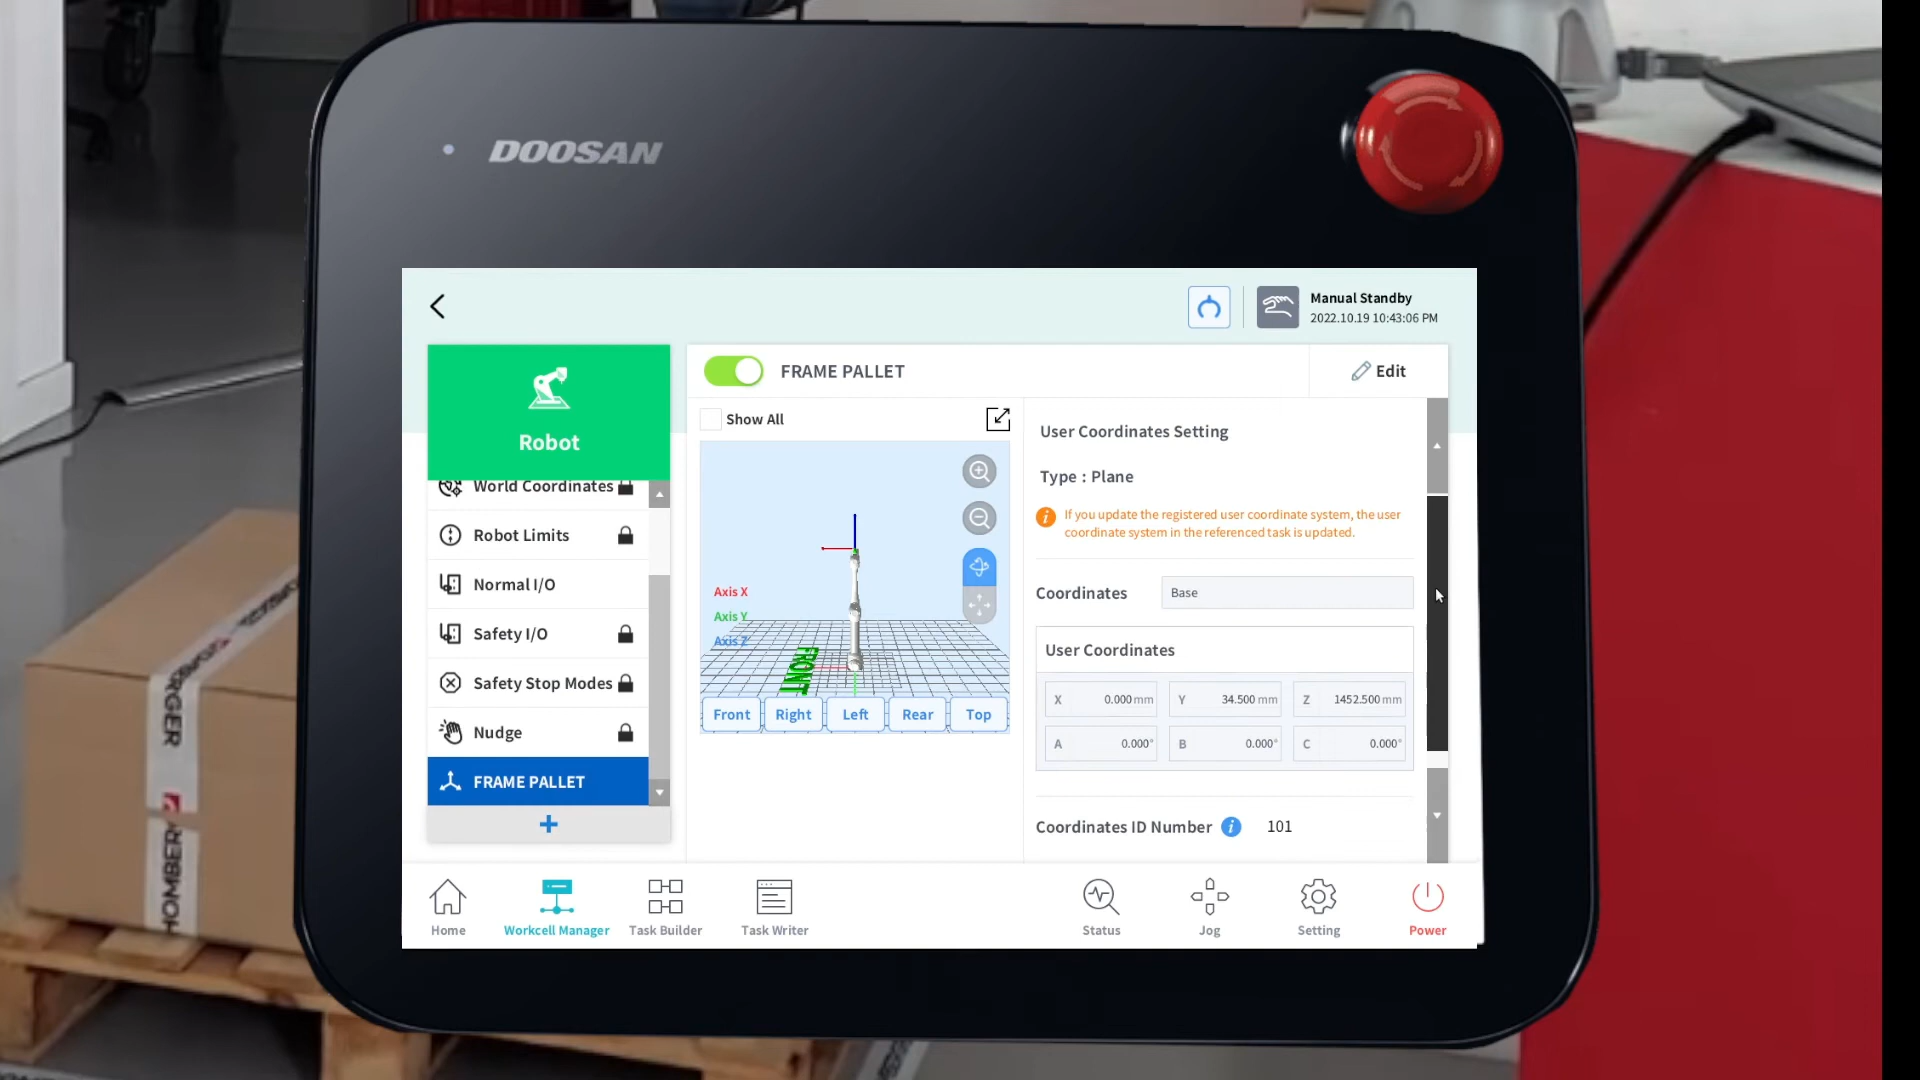 DOOSAN
Manual Standby
2022.10.19 10:43:06 PM
Robot
FRAME PALLET
Edit
World Coordinates
Robot Limits
Normal I/O
Safety I/O
Safety Stop Modes
Nudge
FRAME PALLET
+
Show All
Axis X
Axis Y
Axis Z
FRONT
Front Right Left Rear Top
User Coordinates Setting
Type : Plane
If you update the registered user coordinate system, the user
coordinate system in the referenced task is updated.
Coordinates Base
User Coordinates
X 0.000 mm Y 34.500 mm Z 1452.500 mm
A 0.000° B 0.000° C 0.000°
Coordinates ID Number 101
Home Workcell Manager Task Builder Task Writer Status Jog Setting Power